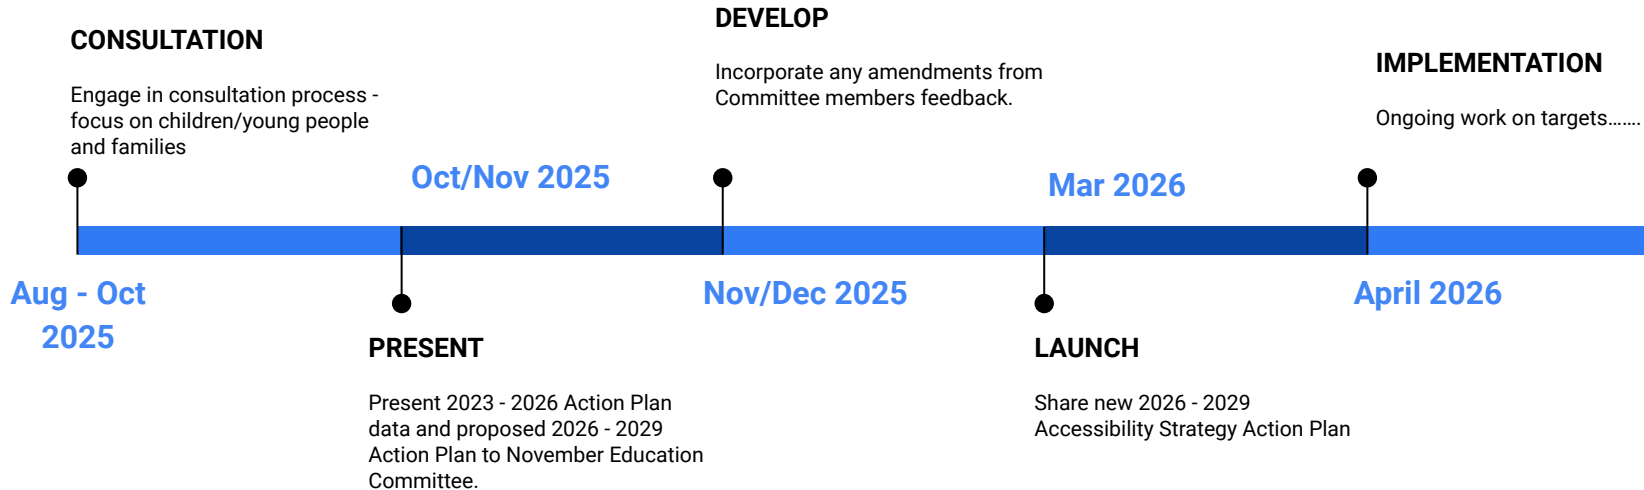 CONSULTATION
Engage in consultation process -
focus on children/young people
and families
Aug - Oct
2025
Oct/Nov 2025
PRESENT
Present 2023 - 2026 Action Plan
data and proposed 2026 - 2029
Action Plan to November Education
Committee.
DEVELOP
Incorporate any amendments from
Committee members feedback.
Nov/Dec 2025
Mar 2026
LAUNCH
Share new 2026 - 2029
Accessibility Strategy Action Plan
IMPLEMENTATION
Ongoing work on targets.......
April 2026